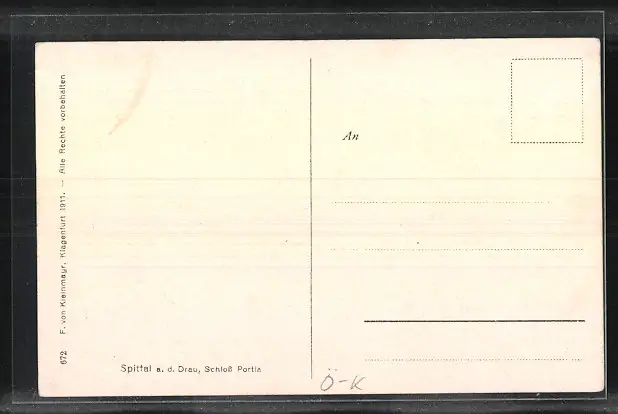 672 F. von Kleinmayr, Klagenfurt 1911. — Alle Rechte vorbehalten
Spittal a. d. Drau, Schloß Portia
An
Ö-K